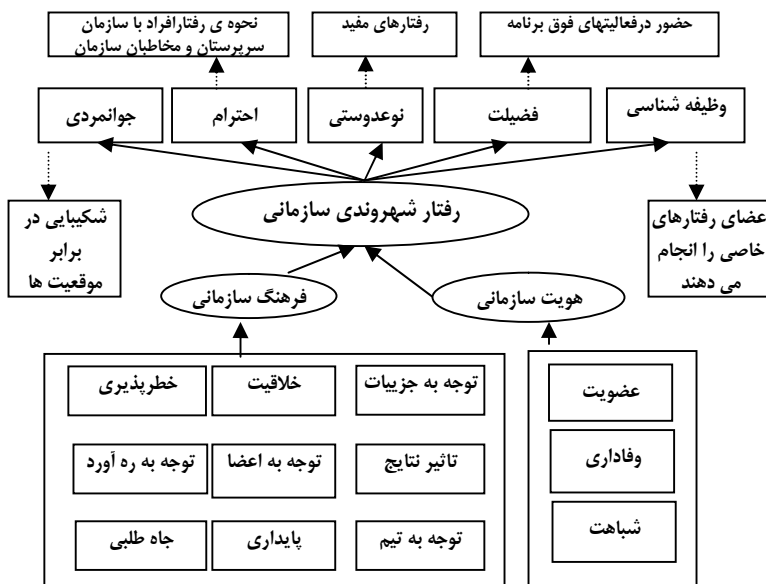 حضور درفعالیتهای فوق برنامه
رفتارهای مفید
نحوه ی رفتارافراد با سازمان
سرپرستان و مخاطبان سازمان
وظیفه شناسی
فضیلت
نوعدوستی
احترام
جوانمردی
رفتار شهروندی سازمانی
عضای رفتارهای
خاصی را انجام
می دهند
شکیبایی در
برابر
موقعیت ها
هویت سازمانی
فرهنگ سازمانی
عضویت
وفاداری
شباهت
توجه به جزییات
خلاقیت
خطرپذیری
تاثیر نتایج
توجه به اعضا
توجه به ره آورد
توجه به تیم
پایداری
جاه طلبی